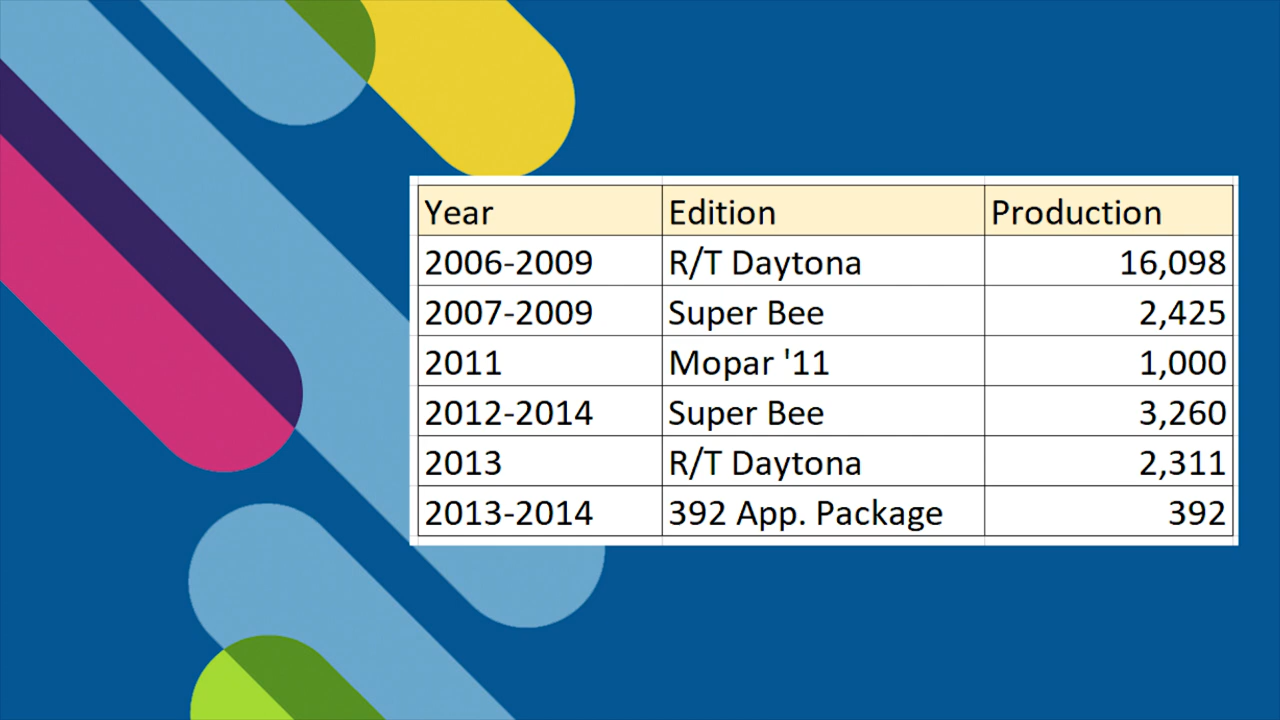 Year Edition Production
2006-2009 R/T Daytona 16,098
2007-2009 Super Bee 2,425
2011 Mopar '11 1,000
2012-2014 Super Bee 3,260
2013 R/T Daytona 2,311
2013-2014 392 App. Package 392